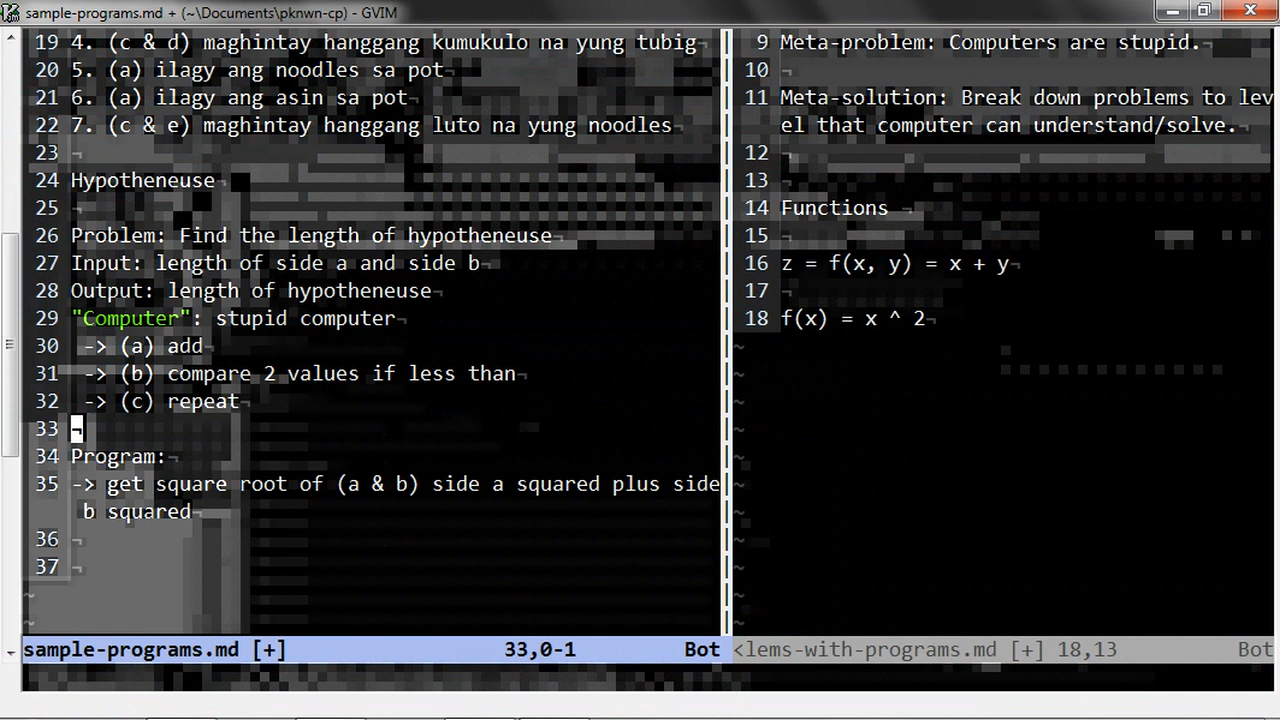 sample-programs.md + (~\Documents\pknwn-cp) - GVIM
19 4. (c & d) maghintay hanggang kumukulo na yung tubig¬
20 5. (a) ilagy ang noodles sa pot¬
21 6. (a) ilagy ang asin sa pot¬
22 7. (c & e) maghintay hanggang luto na yung noodles¬
23 ¬
24 Hypotheneuse¬
25 ¬
26 Problem: Find the length of hypotheneuse¬
27 Input: length of side a and side b¬
28 Output: length of hypotheneuse¬
29 "Computer": stupid computer¬
30  -> (a) add¬
31  -> (b) compare 2 values if less than¬
32  -> (c) repeat¬
33 ¬
34 Program:¬
35 -> get square root of (a & b) side a squared plus side
 b squared¬
36 ¬
37 ¬
~
~
sample-programs.md [+] 33,0-1 Bot
9 Meta-problem: Computers are stupid.¬
10 ¬
11 Meta-solution: Break down problems to lev
el that computer can understand/solve.¬
12 ¬
13 ¬
14 Functions ¬
15 ¬
16 z = f(x, y) = x + y¬
17 ¬
18 f(x) = x ^ 2¬
~
~
~
~
~
~
~
~
~
~
~
<lems-with-programs.md [+] 18,13 Bot